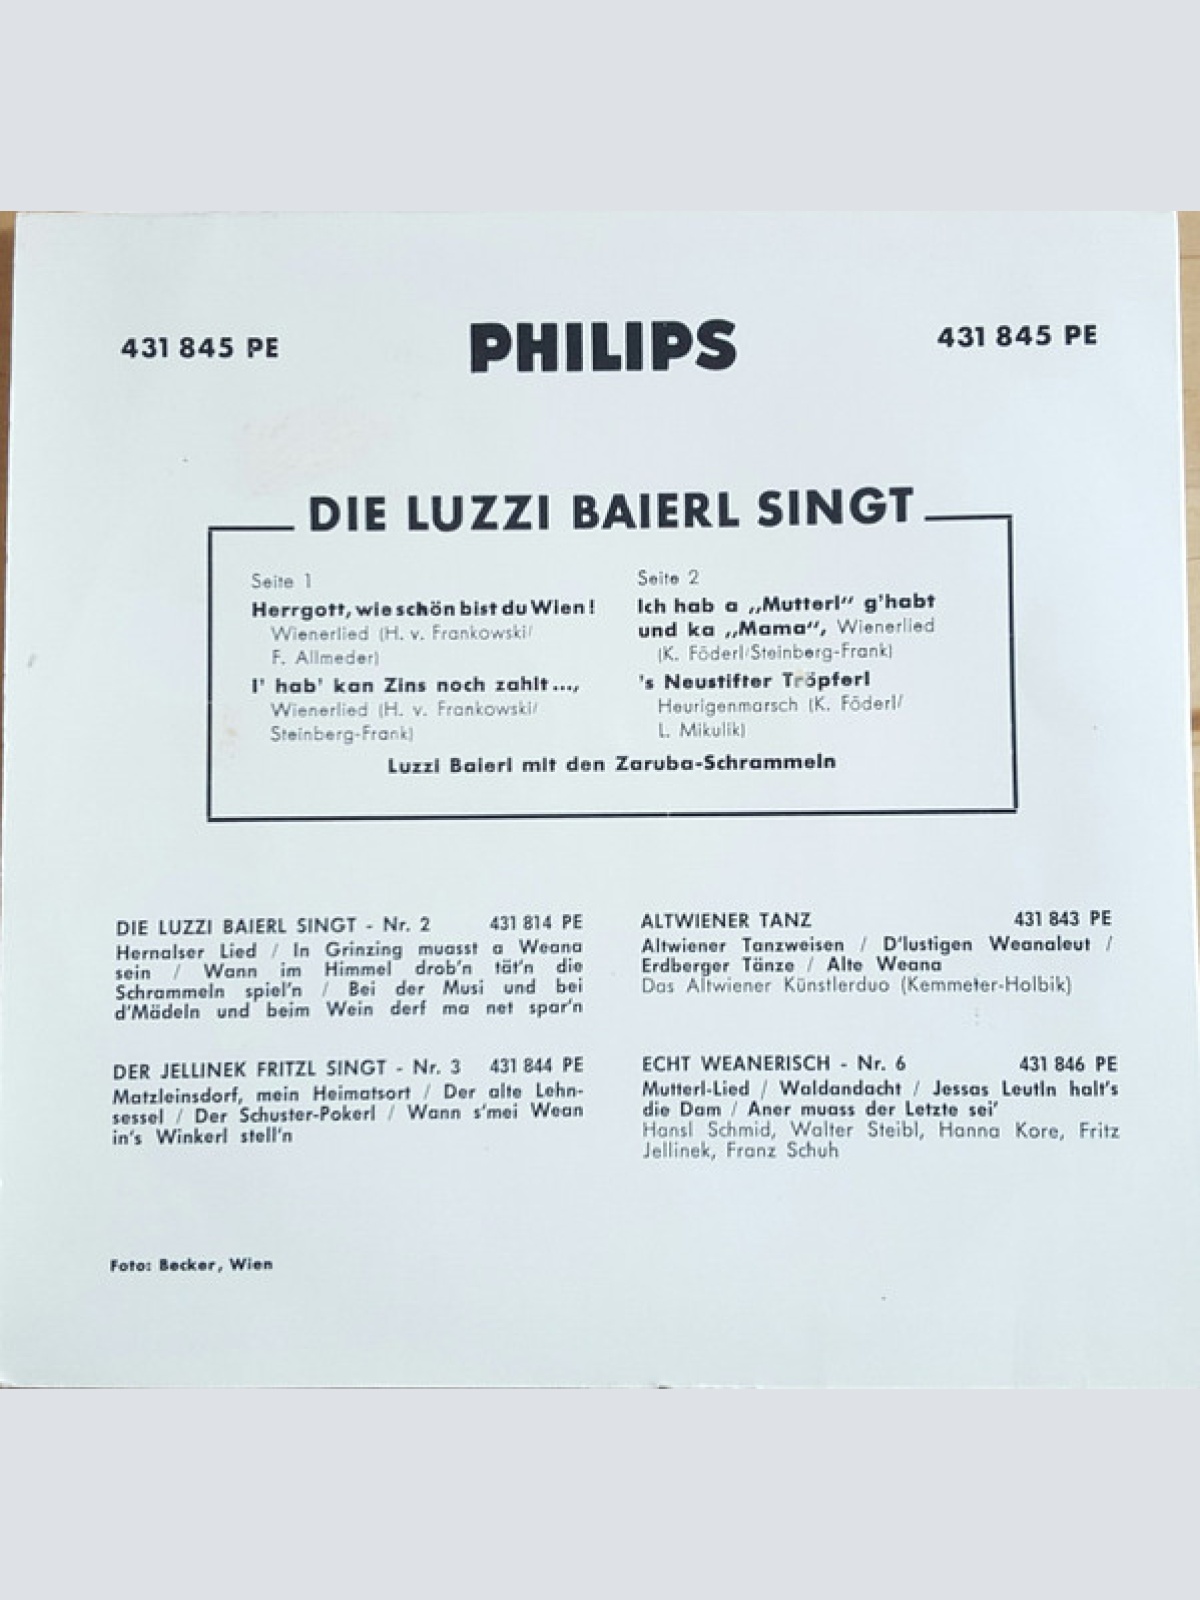 431 845 PE
PHILIPS
431 845 PE
DIE LUZZI BAIERL SINGT
Seite 1
Herrgott, wie schön bist du Wien!
Wienerlied (H. v. Frankowski/
F. Allmeder)
I' hab' kan Zins noch zahlt...,
Wienerlied (H. v. Frankowski/
Steinberg-Frank)
Seite 2
Ich hab a „Mutterl“ g'habt
und ka „Mama“, Wienerlied
(K. Föderl/Steinberg-Frank)
's Neustifter Tröpferl
Heurigenmarsch (K. Föderl/
L. Mikulik)
Luzzi Baierl mit den Zaruba-Schrammeln
DIE LUZZI BAIERL SINGT - Nr. 2 431 814 PE
Hernalser Lied / In Grinzing muasst a Weana
sein / Wann im Himmel drob'n tät'n die
Schrammeln spiel'n / Bei der Musi und bei
d'Mädeln und beim Wein derf ma net spar'n
DER JELLINEK FRITZL SINGT - Nr. 3 431 844 PE
Matzleinsdorf, mein Heimatsort / Der alte Lehn-
sessel / Der Schuster-Pokerl / Wann s'mei Wean
in's Winkerl stell'n
ALTWIENER TANZ 431 843 PE
Altwiener Tanzweisen / D'lustigen Weanaleut /
Erdberger Tänze / Alte Weana
Das Altwiener Künstlerduo (Kemmeter-Holbik)
ECHT WEANERISCH - Nr. 6 431 846 PE
Mutterl-Lied / Waldandacht / Jessas Leutln halt's
die Dam / Aner muass der Letzte sei'
Hansl Schmid, Walter Steibl, Hanna Kore, Fritz
Jellinek, Franz Schuh
Foto: Becker, Wien